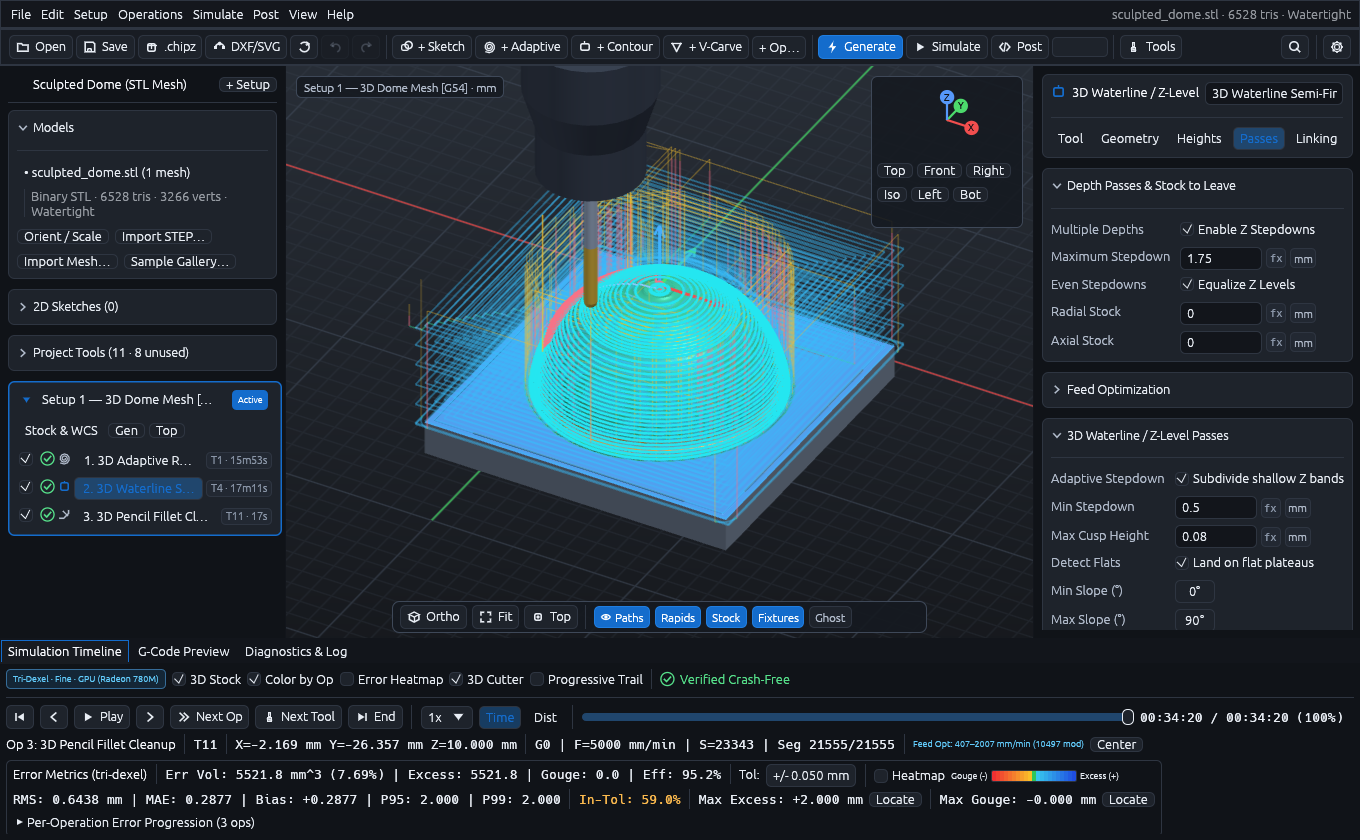 File Edit Setup Operations Simulate Post View Help sculpted_dome.stl · 6528 tris · Watertight
Open Save .chipz DXF/SVG + Sketch + Adaptive + Contour + V-Carve + Op... Generate Simulate Post Tools
Sculpted Dome (STL Mesh) + Setup
Models
• sculpted_dome.stl (1 mesh)
Binary STL · 6528 tris · 3266 verts ·
Watertight
Orient / Scale Import STEP...
Import Mesh... Sample Gallery...
2D Sketches (0)
Project Tools (11 · 8 unused)
Setup 1 — 3D Dome Mesh [... Active
Stock & WCS Gen Top
1. 3D Adaptive R... T1 · 15m53s
2. 3D Waterline S... T4 · 17m11s
3. 3D Pencil Fillet Cl... T11 · 17s
Setup 1 — 3D Dome Mesh [G54] · mm
Z Y X
Top Front Right
Iso Left Bot
Ortho Fit Top Paths Rapids Stock Fixtures Ghost
3D Waterline / Z-Level 3D Waterline Semi-Fir
Tool Geometry Heights Passes Linking
Depth Passes & Stock to Leave
Multiple Depths Enable Z Stepdowns
Maximum Stepdown 1.75 fx mm
Even Stepdowns Equalize Z Levels
Radial Stock 0 fx mm
Axial Stock 0 fx mm
Feed Optimization
3D Waterline / Z-Level Passes
Adaptive Stepdown Subdivide shallow Z bands
Min Stepdown 0.5 fx mm
Max Cusp Height 0.08 fx mm
Detect Flats Land on flat plateaus
Min Slope (°) 0°
Max Slope (°) 90°
Simulation Timeline G-Code Preview Diagnostics & Log
Tri-Dexel · Fine · GPU (Radeon 780M) 3D Stock Color by Op Error Heatmap 3D Cutter Progressive Trail Verified Crash-Free
Play Next Op Next Tool End 1x Time Dist 00:34:20 / 00:34:20 (100%)
Op 3: 3D Pencil Fillet Cleanup T11 X=-2.169 mm Y=-26.357 mm Z=10.000 mm G0 | F=5000 mm/min | S=23343 | Seg 21555/21555 Feed Opt: 407–2007 mm/min (10497 mod) Center
Error Metrics (tri-dexel) Err Vol: 5521.8 mm^3 (7.69%) | Excess: 5521.8 | Gouge: 0.0 | Eff: 95.2% Tol: +/- 0.050 mm Heatmap Gouge (-) Excess (+)
RMS: 0.6438 mm | MAE: 0.2877 | Bias: +0.2877 | P95: 2.000 | P99: 2.000 In-Tol: 59.0% Max Excess: +2.000 mm Locate Max Gouge: -0.000 mm Locate
Per-Operation Error Progression (3 ops)